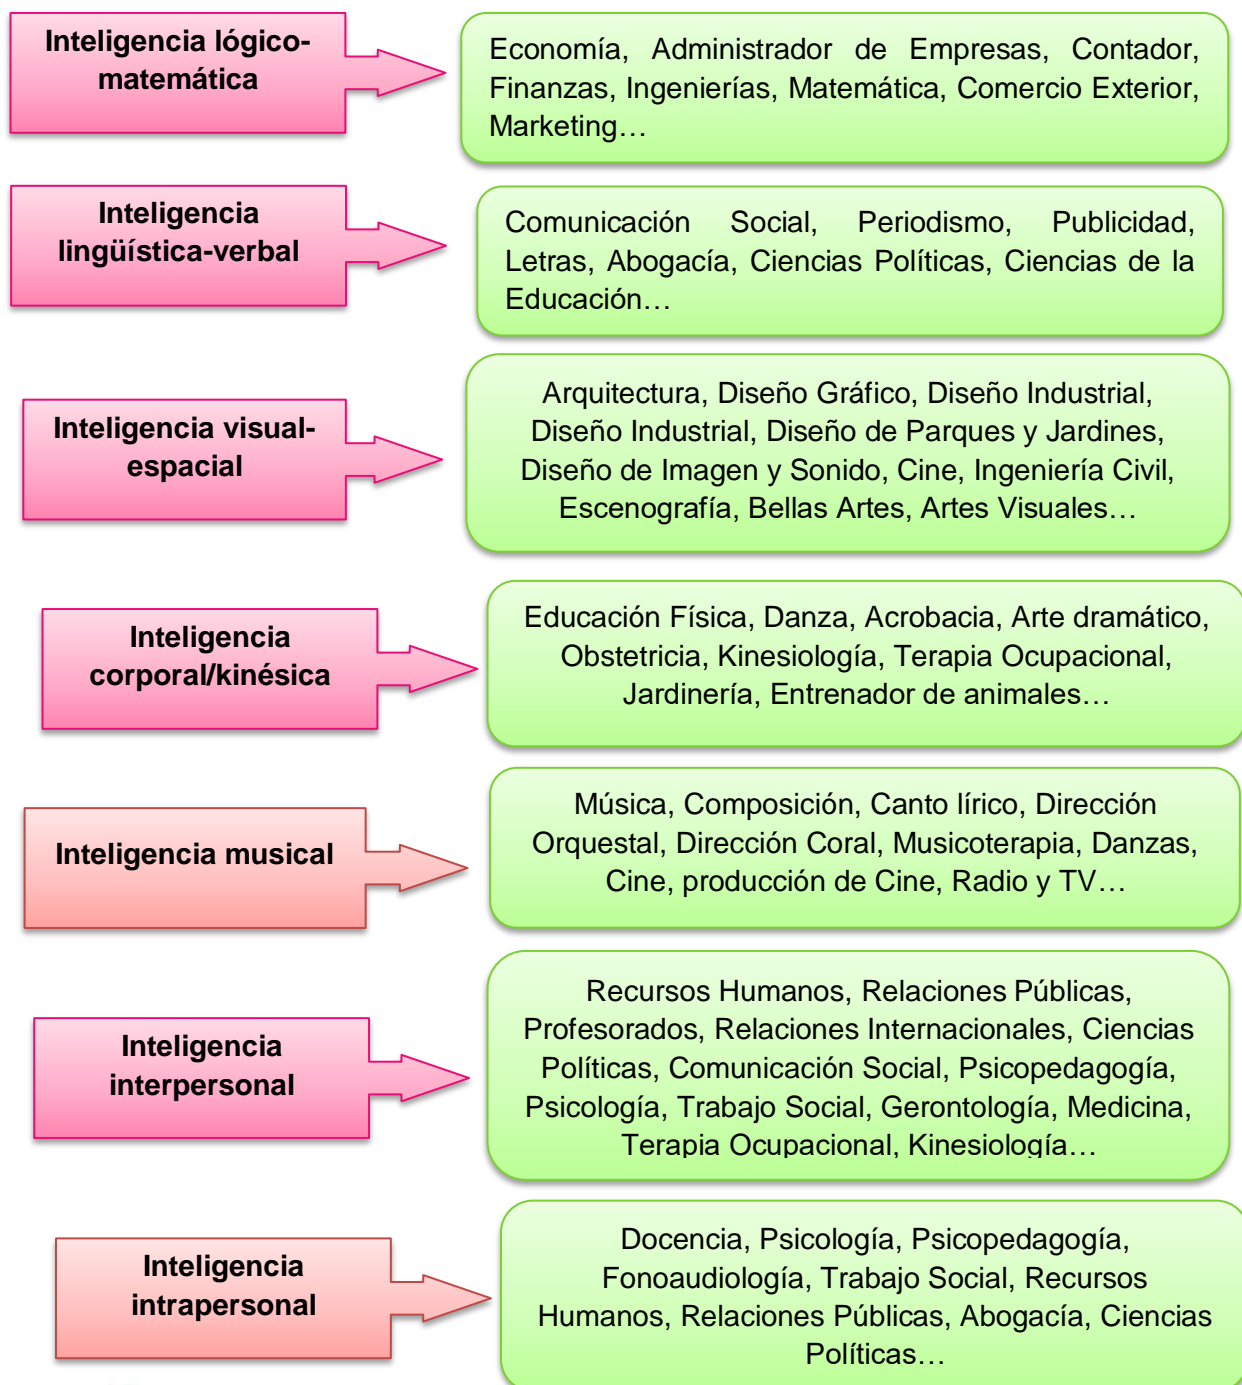 Inteligencia lógico-
matemática
Economía, Administrador de Empresas, Contador,
Finanzas, Ingenierías, Matemática, Comercio Exterior,
Marketing…
Inteligencia
lingüística-verbal
Comunicación Social, Periodismo, Publicidad,
Letras, Abogacía, Ciencias Políticas, Ciencias de la
Educación…
Inteligencia visual-
espacial
Arquitectura, Diseño Gráfico, Diseño Industrial,
Diseño Industrial, Diseño de Parques y Jardines,
Diseño de Imagen y Sonido, Cine, Ingeniería Civil,
Escenografía, Bellas Artes, Artes Visuales…
Inteligencia
corporal/kinésica
Educación Física, Danza, Acrobacia, Arte dramático,
Obstetricia, Kinesiología, Terapia Ocupacional,
Jardinería, Entrenador de animales…
Inteligencia musical
Música, Composición, Canto lírico, Dirección
Orquestal, Dirección Coral, Musicoterapia, Danzas,
Cine, producción de Cine, Radio y TV…
Inteligencia
interpersonal
Recursos Humanos, Relaciones Públicas,
Profesorados, Relaciones Internacionales, Ciencias
Políticas, Comunicación Social, Psicopedagogía,
Psicología, Trabajo Social, Gerontología, Medicina,
Terapia Ocupacional, Kinesiología…
Inteligencia
intrapersonal
Docencia, Psicología, Psicopedagogía,
Fonoaudiología, Trabajo Social, Recursos
Humanos, Relaciones Públicas, Abogacía, Ciencias
Políticas…